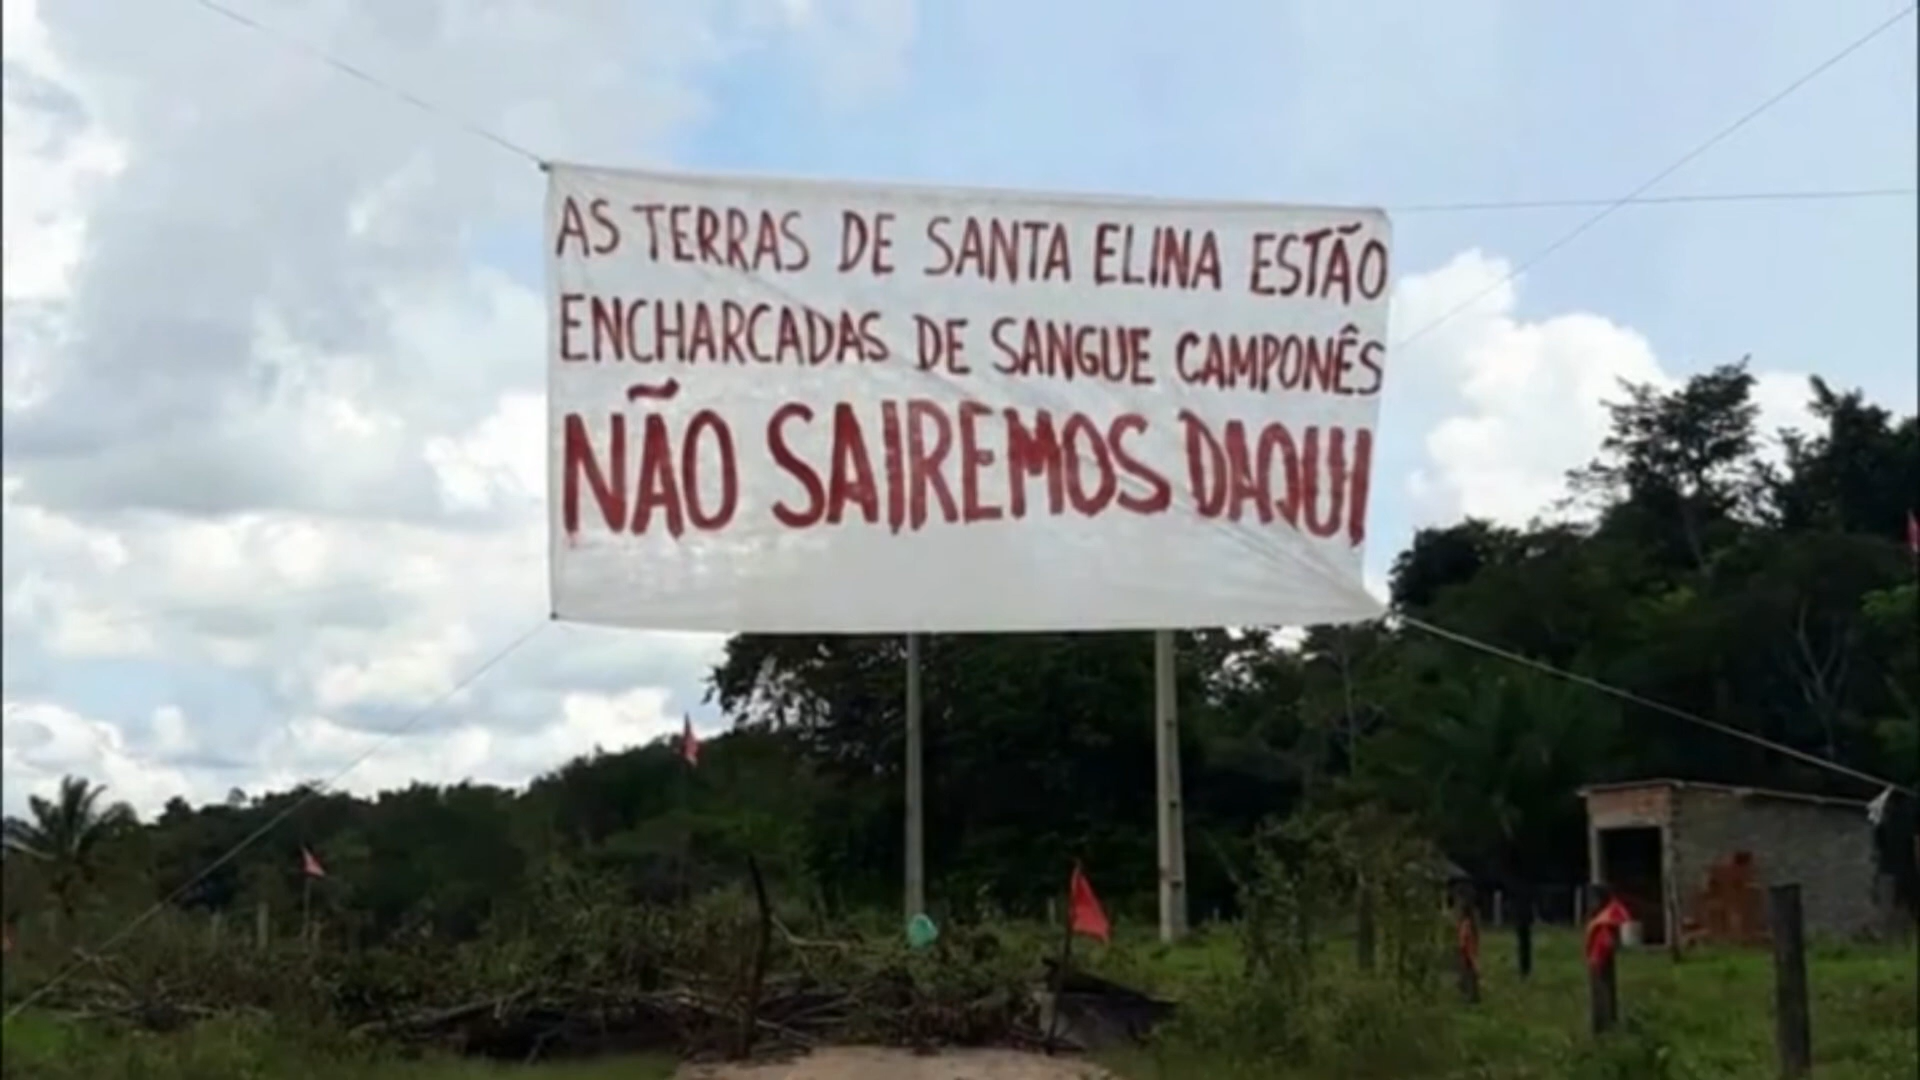 AS TERRAS DE SANTA ELINA ESTÃO
ENCHARCADAS DE SANGUE CAMPONÊS
NÃO SAIREMOS DAQUI